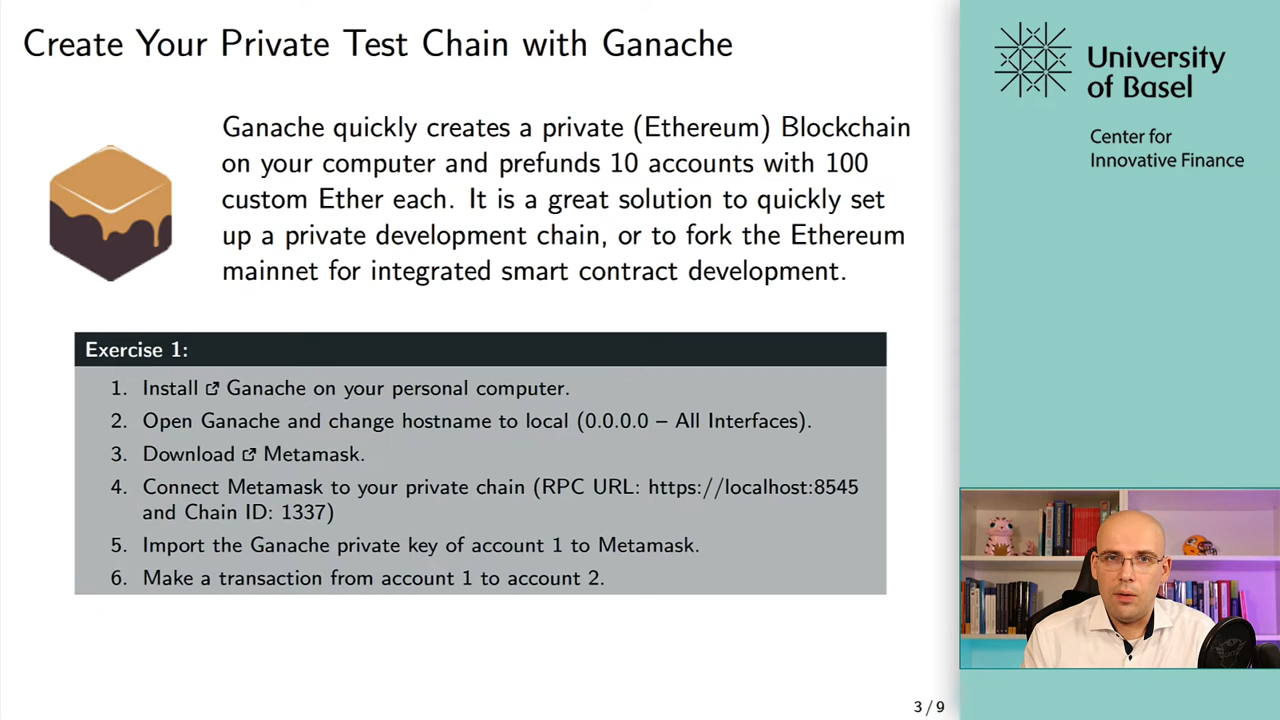 Create Your Private Test Chain with Ganache
Ganache quickly creates a private (Ethereum) Blockchain
on your computer and prefunds 10 accounts with 100
custom Ether each. It is a great solution to quickly set
up a private development chain, or to fork the Ethereum
mainnet for integrated smart contract development.
Exercise 1:
1. Install Ganache on your personal computer.
2. Open Ganache and change hostname to local (0.0.0.0 – All Interfaces).
3. Download Metamask.
4. Connect Metamask to your private chain (RPC URL: https://localhost:8545
and Chain ID: 1337)
5. Import the Ganache private key of account 1 to Metamask.
6. Make a transaction from account 1 to account 2.
3 / 9
University
of Basel
Center for
Innovative Finance